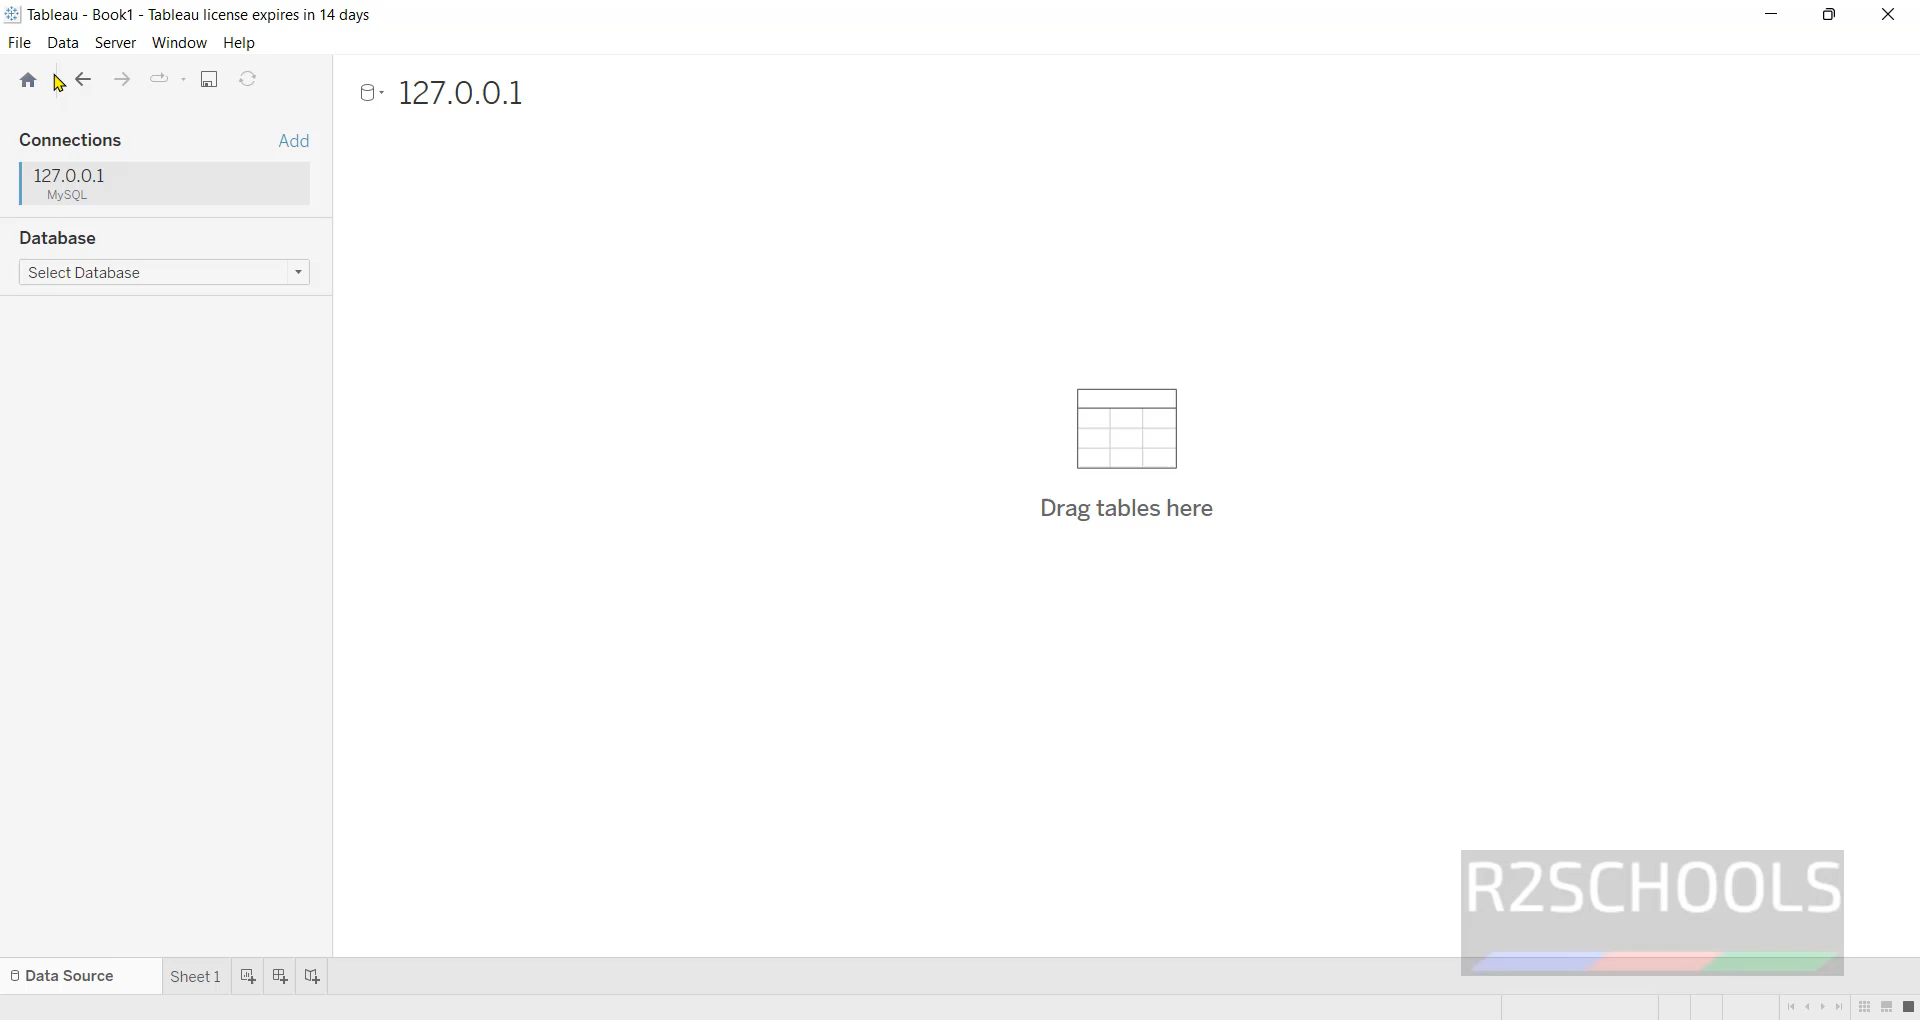 Tableau - Book1 - Tableau license expires in 14 days
File Data Server Window Help
127.0.0.1
Connections Add
127.0.0.1
MySQL
Database
Select Database
Drag tables here
R2SCHOOLS
Data Source Sheet 1